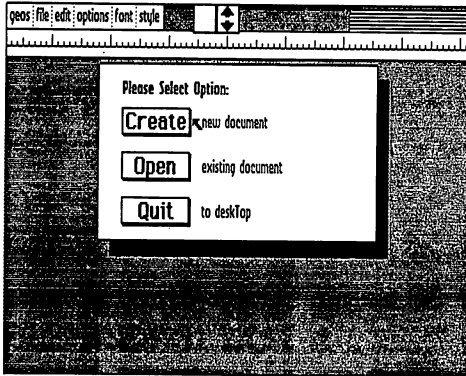 geos file edit options font style
Please Select Option:
Create new document
Open existing document
Quit to deskTop